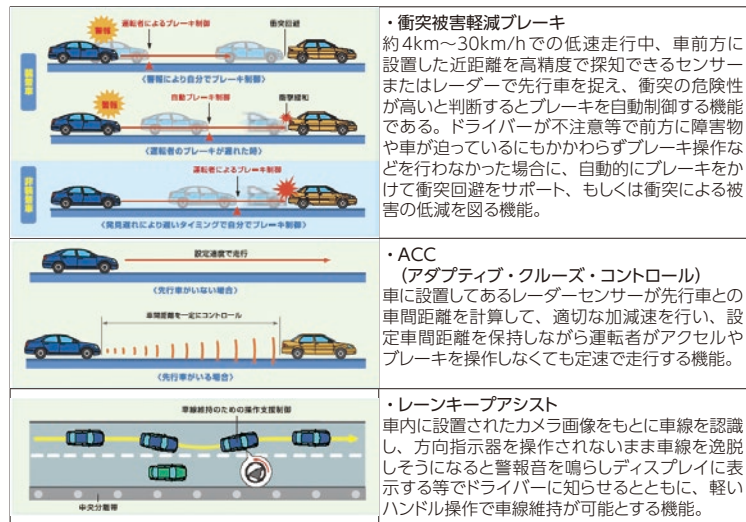 警報
運転者によるブレーキ制御
衝突回避
装着車
〈警報により自分でブレーキ制御〉
警報
自動ブレーキ制御
衝撃緩和
〈運転者のブレーキが遅れた時〉
運転者によるブレーキ制御
非装着車
〈発見遅れにより遅いタイミングで自分でブレーキ制御〉
・衝突被害軽減ブレーキ
約4km～30km/hでの低速走行中、車前方に
設置した近距離を高精度で探知できるセンサー
またはレーダーで先行車を捉え、衝突の危険性
が高いと判断するとブレーキを自動制御する機能
である。ドライバーが不注意等で前方に障害物
や車が迫っているにもかかわらずブレーキ操作な
どを行わなかった場合に、自動的にブレーキをか
けて衝突回避をサポート、もしくは衝突による被
害の低減を図る機能。
設定速度で走行
〈先行車がいない場合〉
車間距離を一定にコントロール
〈先行車がいる場合〉
・ACC
（アダプティブ・クルーズ・コントロール）
車に設置してあるレーダーセンサーが先行車との
車間距離を計算して、適切な加減速を行い、設
定車間距離を保持しながら運転者がアクセルや
ブレーキを操作しなくても定速で走行する機能。
車線維持のための操作支援制御
中央分離帯
・レーンキープアシスト
車内に設置されたカメラ画像をもとに車線を認識
し、方向指示器を操作されないまま車線を逸脱
しそうになると警報音を鳴らしディスプレイに表
示する等でドライバーに知らせるとともに、軽い
ハンドル操作で車線維持が可能とする機能。